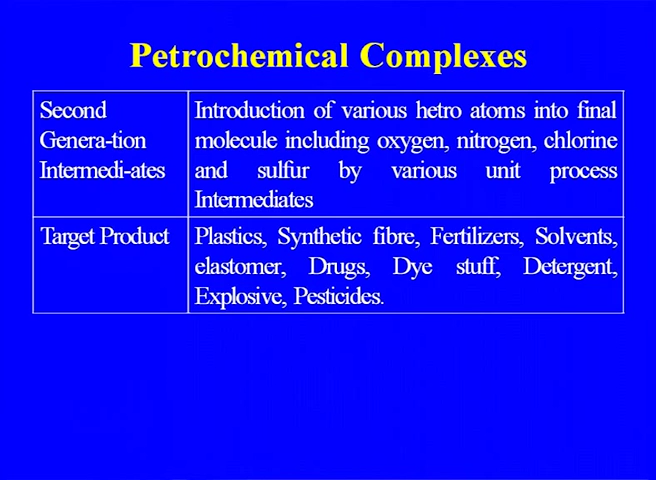 Petrochemical Complexes
Second
Genera-tion
Intermedi-ates
Introduction of various hetro atoms into final
molecule including oxygen, nitrogen, chlorine
and sulfur by various unit process
Intermediates
Target Product
Plastics, Synthetic fibre, Fertilizers, Solvents,
elastomer, Drugs, Dye stuff, Detergent,
Explosive, Pesticides.